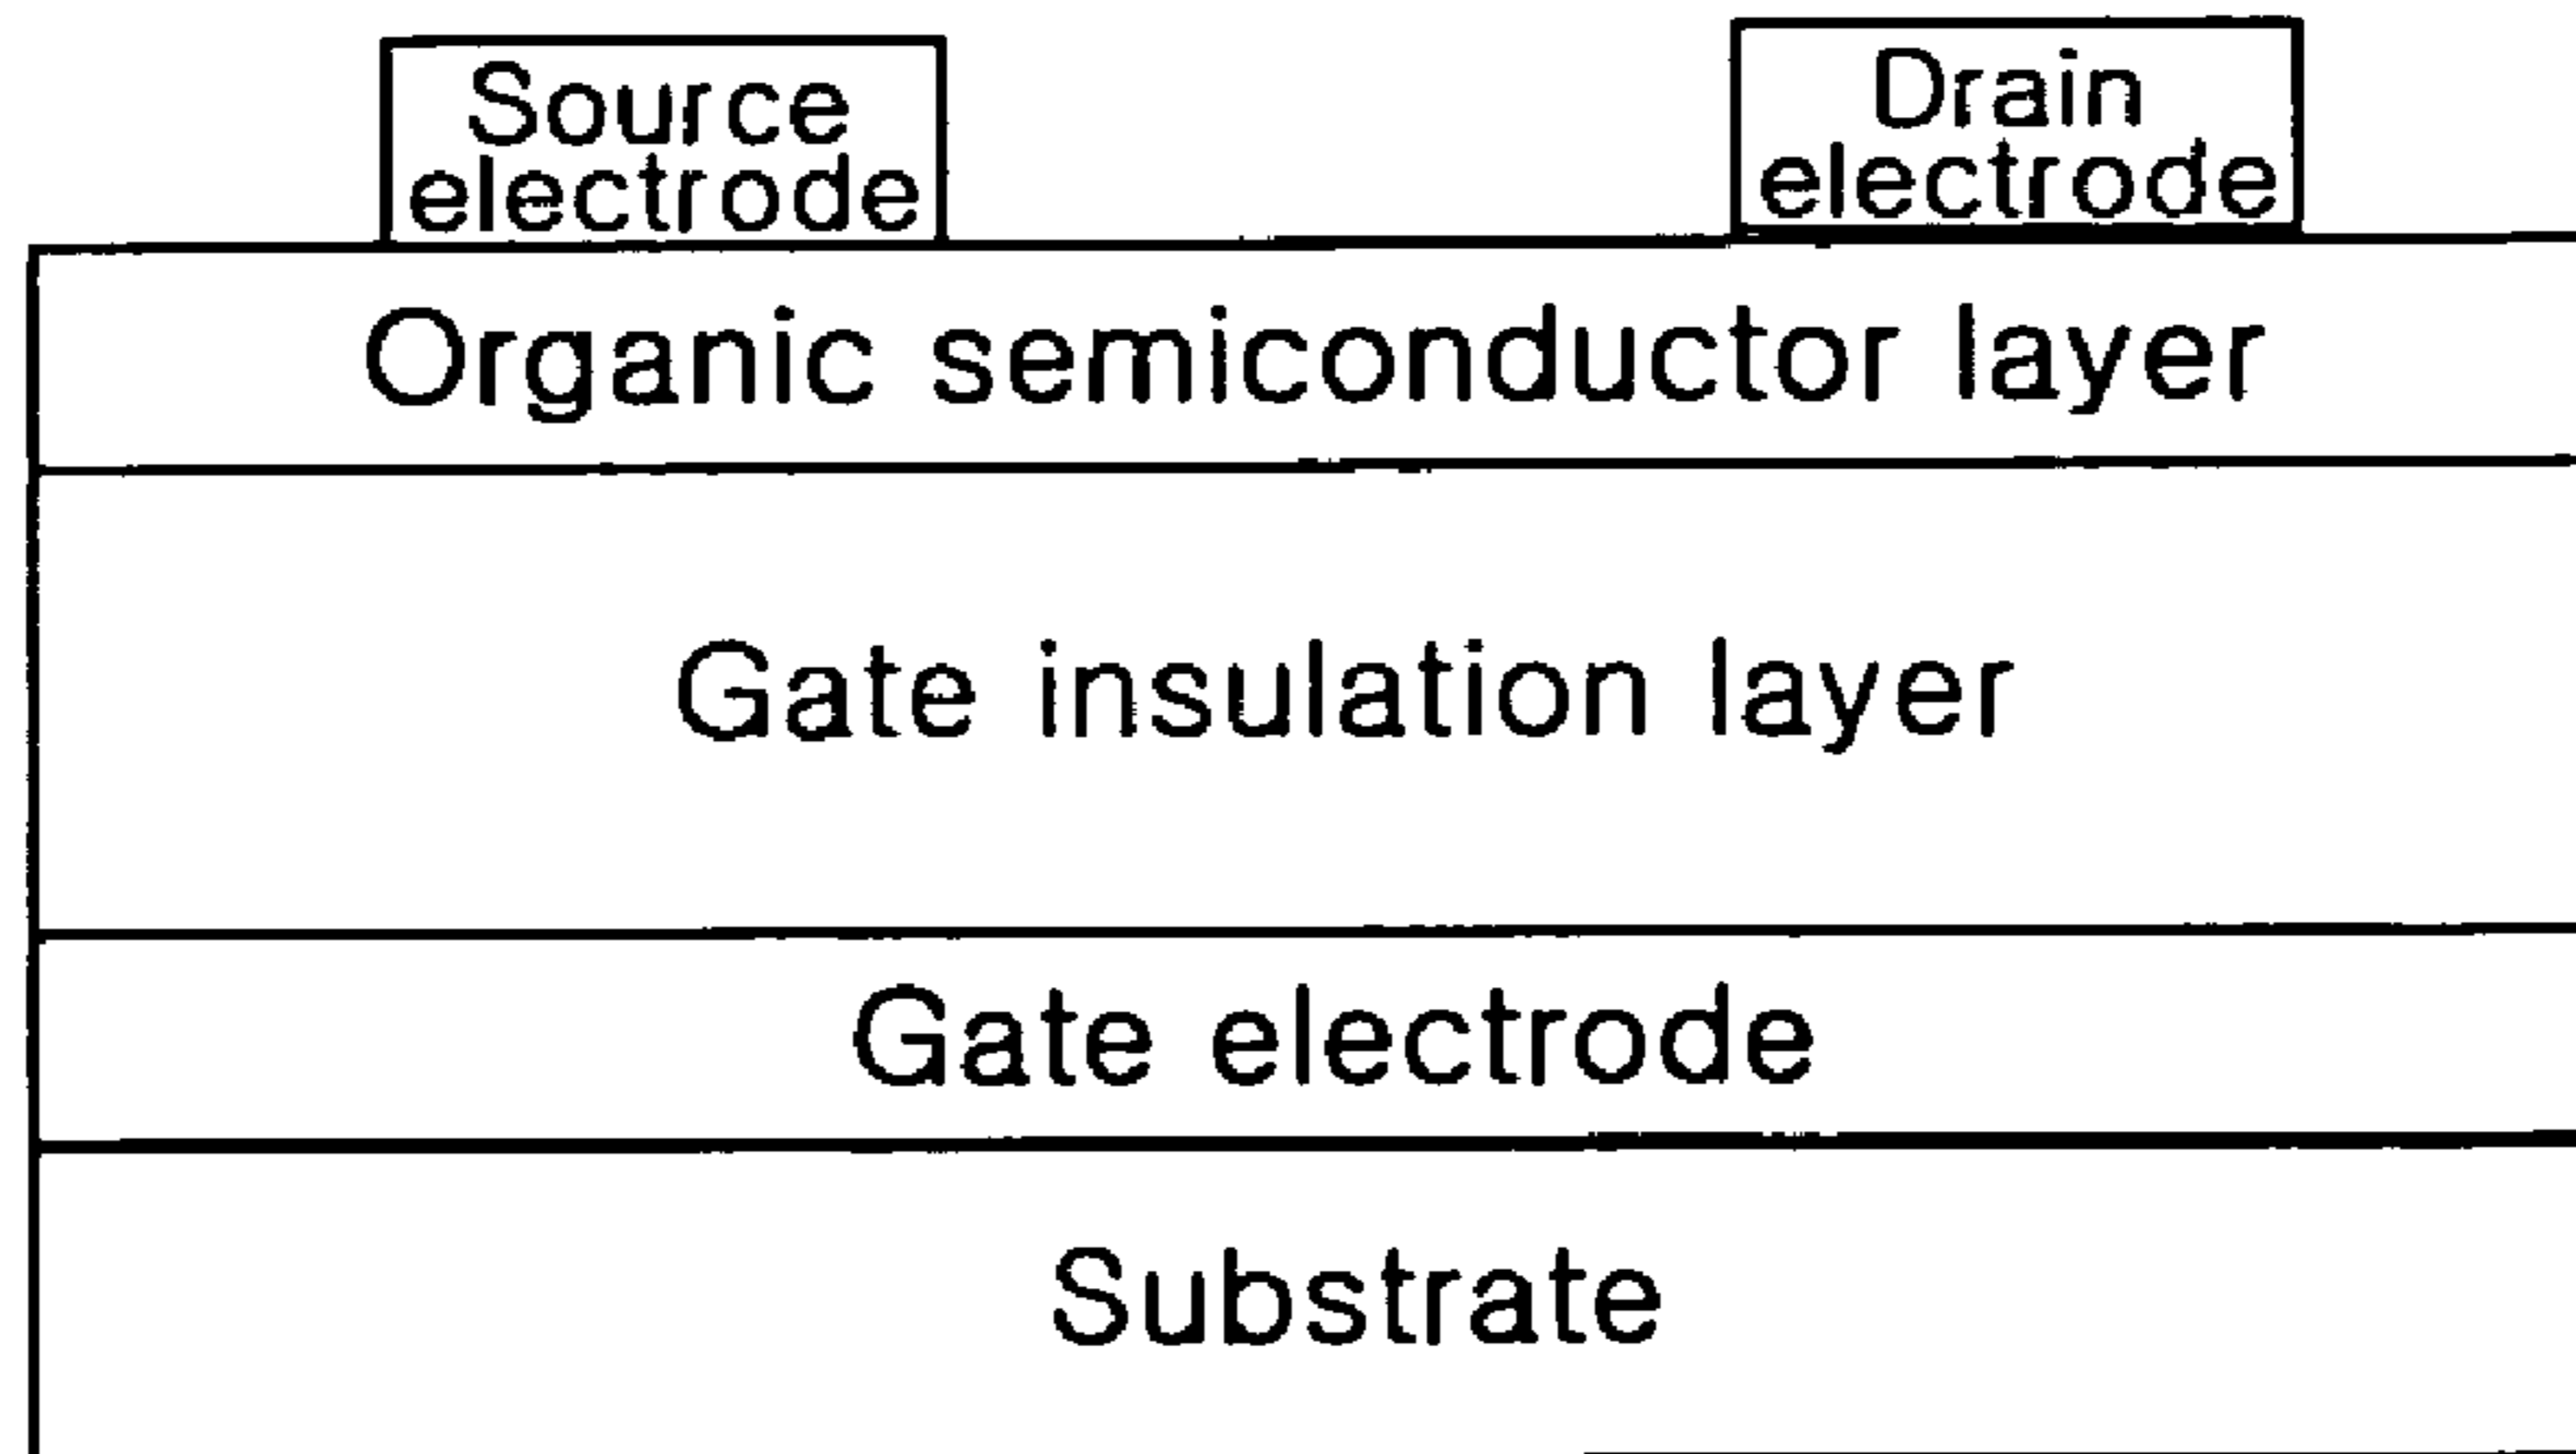 Source
electrode
Drain
electrode
Organic semiconductor layer
Gate insulation layer
Gate electrode
Substrate